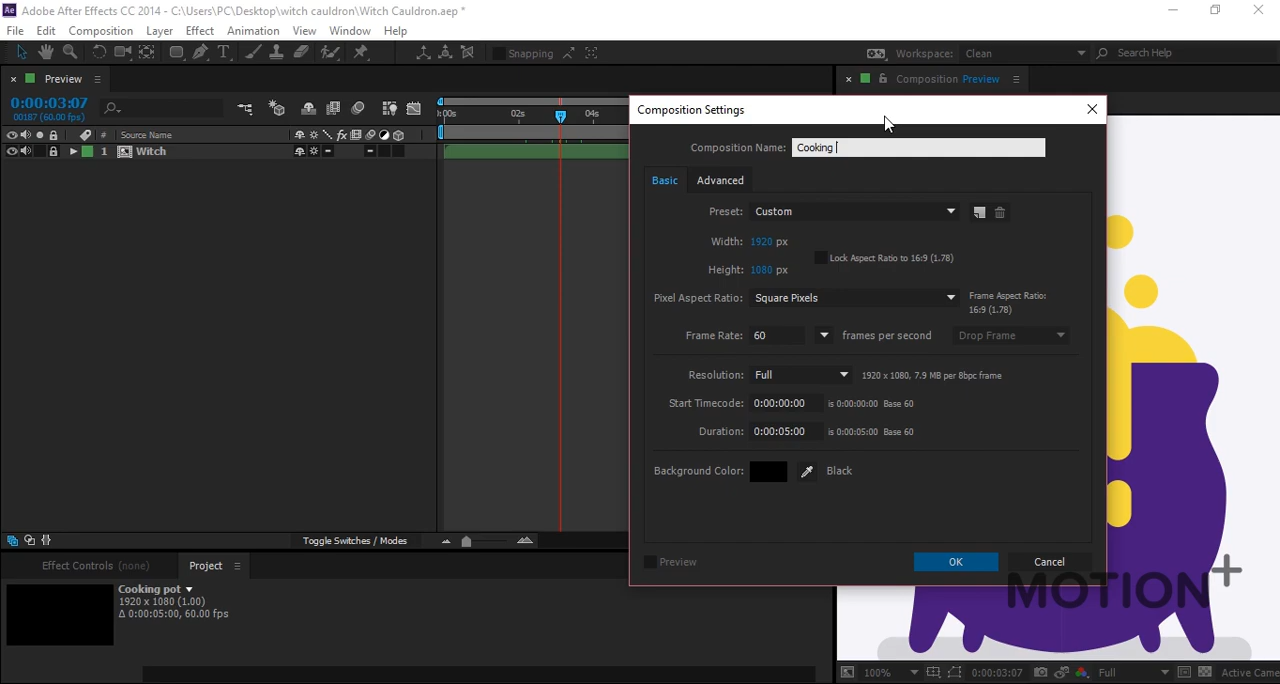 Adobe After Effects CC 2014 - C:\Users\PC\Desktop\witch cauldron\Witch Cauldron.aep *
File Edit Composition Layer Effect Animation View Window Help
Snapping
Workspace: Clean
Search Help
Preview
Composition Preview
0:00:03:07
00187 (60.00 fps)
# Source Name
:00s 02s 04s
1 Witch
Composition Settings
Composition Name: Cooking
Basic Advanced
Preset: Custom
Width: 1920 px
Lock Aspect Ratio to 16:9 (1.78)
Height: 1080 px
Pixel Aspect Ratio: Square Pixels
Frame Aspect Ratio:
16:9 (1.78)
Frame Rate: 60 frames per second Drop Frame
Resolution: Full 1920 x 1080, 7.9 MB per 8bpc frame
Start Timecode: 0:00:00:00 is 0:00:00:00 Base 60
Duration: 0:00:05:00 is 0:00:05:00 Base 60
Background Color: Black
Preview
OK Cancel
Toggle Switches / Modes
Effect Controls (none) Project
Cooking pot
1920 x 1080 (1.00)
Δ 0:00:05:00, 60.00 fps
MOTION+
100% 0:00:03:07 Full Active Came